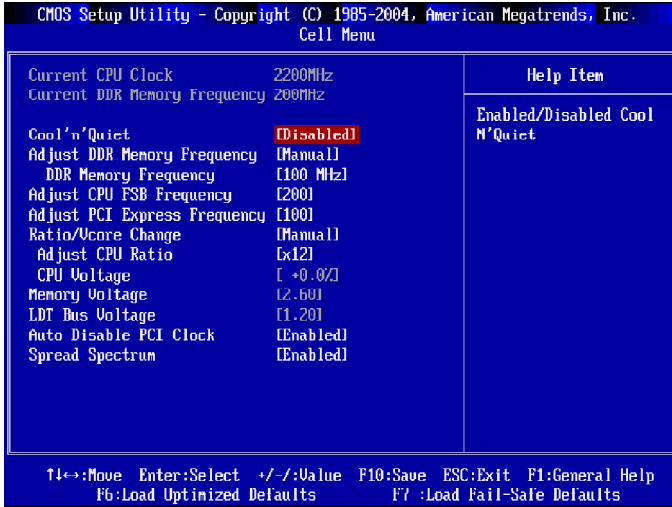 CMOS Setup Utility - Copyright (C) 1985-2004, American Megatrends, Inc.
Cell Menu
Current CPU Clock 2200MHz
Current DDR Memory Frequency 200MHz
Cool'n'Quiet [Disabled]
Adjust DDR Memory Frequency [Manual]
DDR Memory Frequency [100 MHz]
Adjust CPU FSB Frequency [200]
Adjust PCI Express Frequency [100]
Ratio/Vcore Change [Manual]
Adjust CPU Ratio [x12]
CPU Voltage [ +0.0%]
Memory Voltage [2.60]
LDT Bus Voltage [1.20]
Auto Disable PCI Clock [Enabled]
Spread Spectrum [Enabled]
Help Item
Enabled/Disabled Cool
N'Quiet
↑↓←→:Move Enter:Select +/-/:Value F10:Save ESC:Exit F1:General Help
F6:Load Optimized Defaults F7 :Load Fail-Safe Defaults